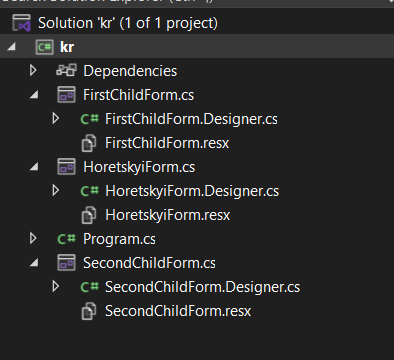 Solution 'kr' (1 of 1 project)
C# kr
Dependencies
FirstChildForm.cs
C# FirstChildForm.Designer.cs
FirstChildForm.resx
HoretskyiForm.cs
C# HoretskyiForm.Designer.cs
HoretskyiForm.resx
C# Program.cs
SecondChildForm.cs
C# SecondChildForm.Designer.cs
SecondChildForm.resx